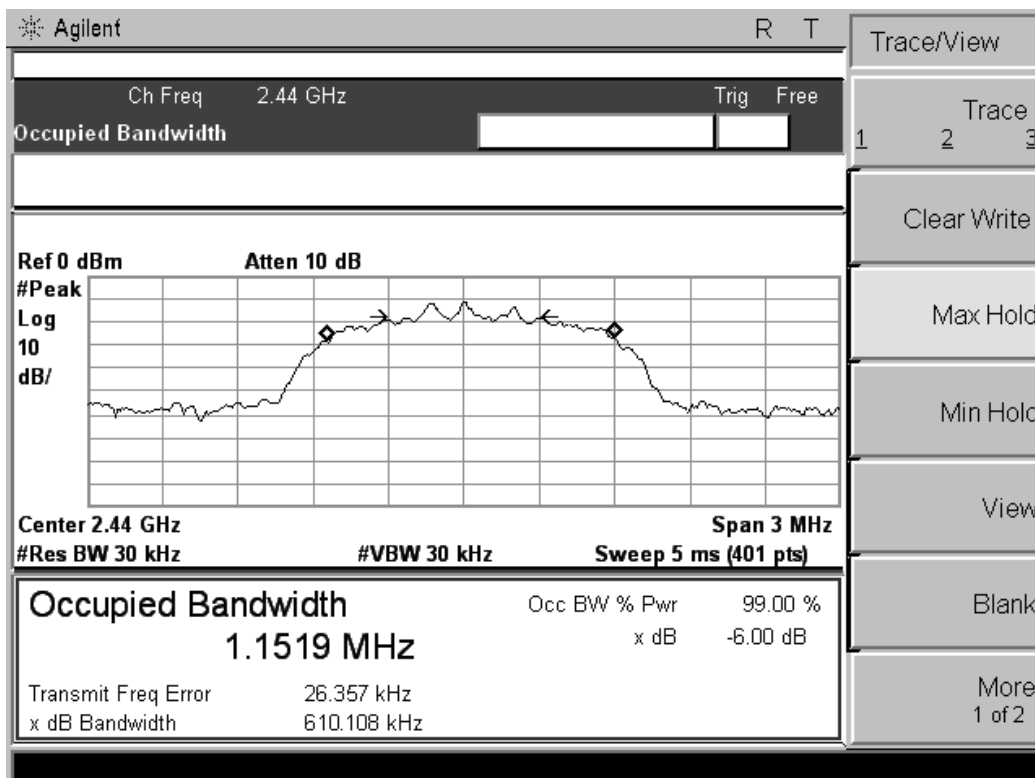 Agilent R T
Trace/View
Ch Freq 2.44 GHz Trig Free
Occupied Bandwidth
Trace
1 2 3
Clear Write
Max Hold
Min Hold
View
Blank
More
1 of 2
Ref 0 dBm Atten 10 dB
#Peak
Log
10
dB/
Center 2.44 GHz Span 3 MHz
#Res BW 30 kHz #VBW 30 kHz Sweep 5 ms (401 pts)
Occupied Bandwidth Occ BW % Pwr 99.00 %
1.1519 MHz x dB -6.00 dB
Transmit Freq Error 26.357 kHz
x dB Bandwidth 610.108 kHz